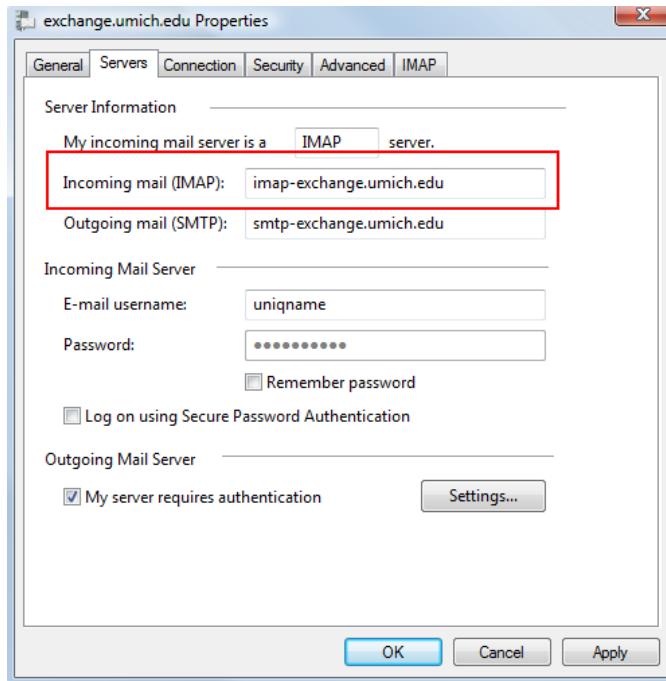 exchange.umich.edu Properties
General Servers Connection Security Advanced IMAP
Server Information
My incoming mail server is a IMAP server.
Incoming mail (IMAP): imap-exchange.umich.edu
Outgoing mail (SMTP): smtp-exchange.umich.edu
Incoming Mail Server
E-mail username: uniqname
Password: ●●●●●●●●●●
Remember password
Log on using Secure Password Authentication
Outgoing Mail Server
My server requires authentication Settings...
OK Cancel Apply